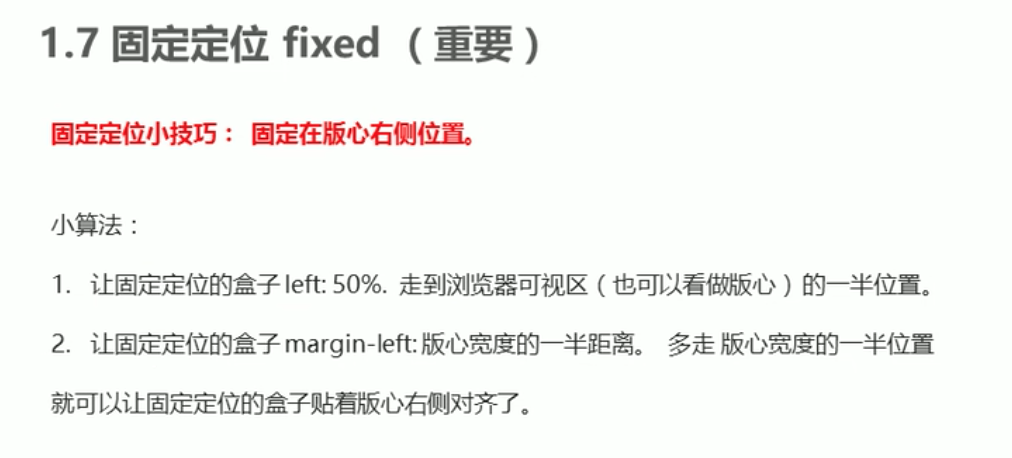 1.7 固定定位 fixed （重要）
固定定位小技巧： 固定在版心右侧位置。
小算法：
1. 让固定定位的盒子 left: 50%. 走到浏览器可视区（也可以看做版心）的一半位置。
2. 让固定定位的盒子 margin-left: 版心宽度的一半距离。 多走 版心宽度的一半位置
就可以让固定定位的盒子贴着版心右侧对齐了。